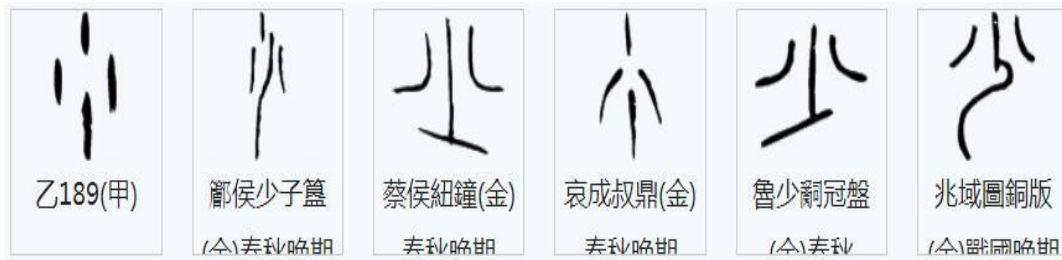 乙189(甲) 侯少子簋 蔡侯紐鐘(金) 哀成叔鼎(金) 魯少嗣冠盤 兆域圖銅版
(金)春秋晚期 春秋晚期 春秋晚期 (金)春秋 (金)戰國晚期